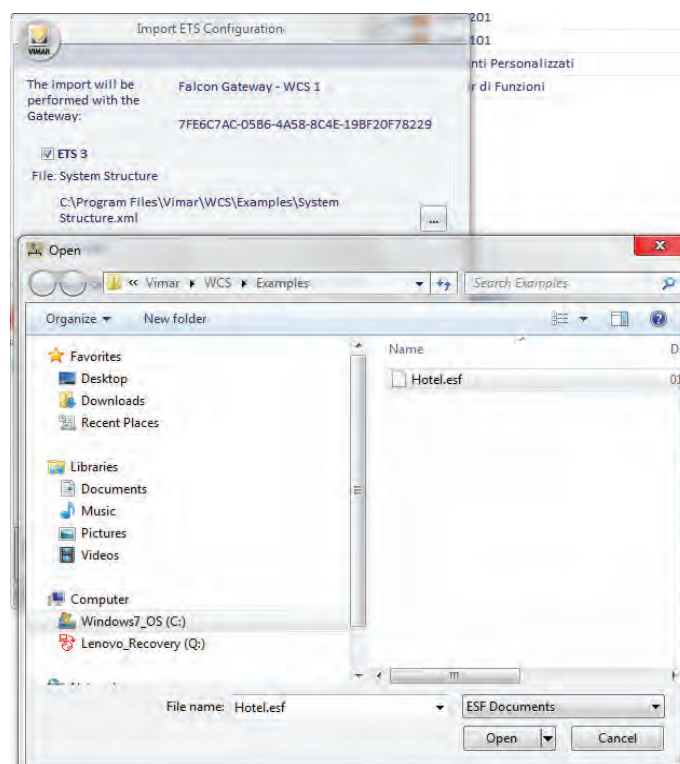 201
Import ETS Configuration
101
VIMAR
nti Personalizzati
The import will be
performed with the
Gateway:
Falcon Gateway - WCS 1
r di Funzioni
7FE6C7AC-05B6-4A58-8C4E-19BF20F78229
ETS 3
File: System Structure
C:\Program Files\Vimar\WCS\Examples\System
Structure.xml
...
Open
X
« Vimar ▸ WCS ▸ Examples
Search Examples
Organize
New folder
Name
D
Favorites
Hotel.esf
01
Desktop
Downloads
Recent Places
Libraries
Documents
Music
Pictures
Videos
Computer
Windows7_OS (C:)
Lenovo_Recovery (Q:)
File name:
Hotel.esf
ESF Documents
Open
Cancel